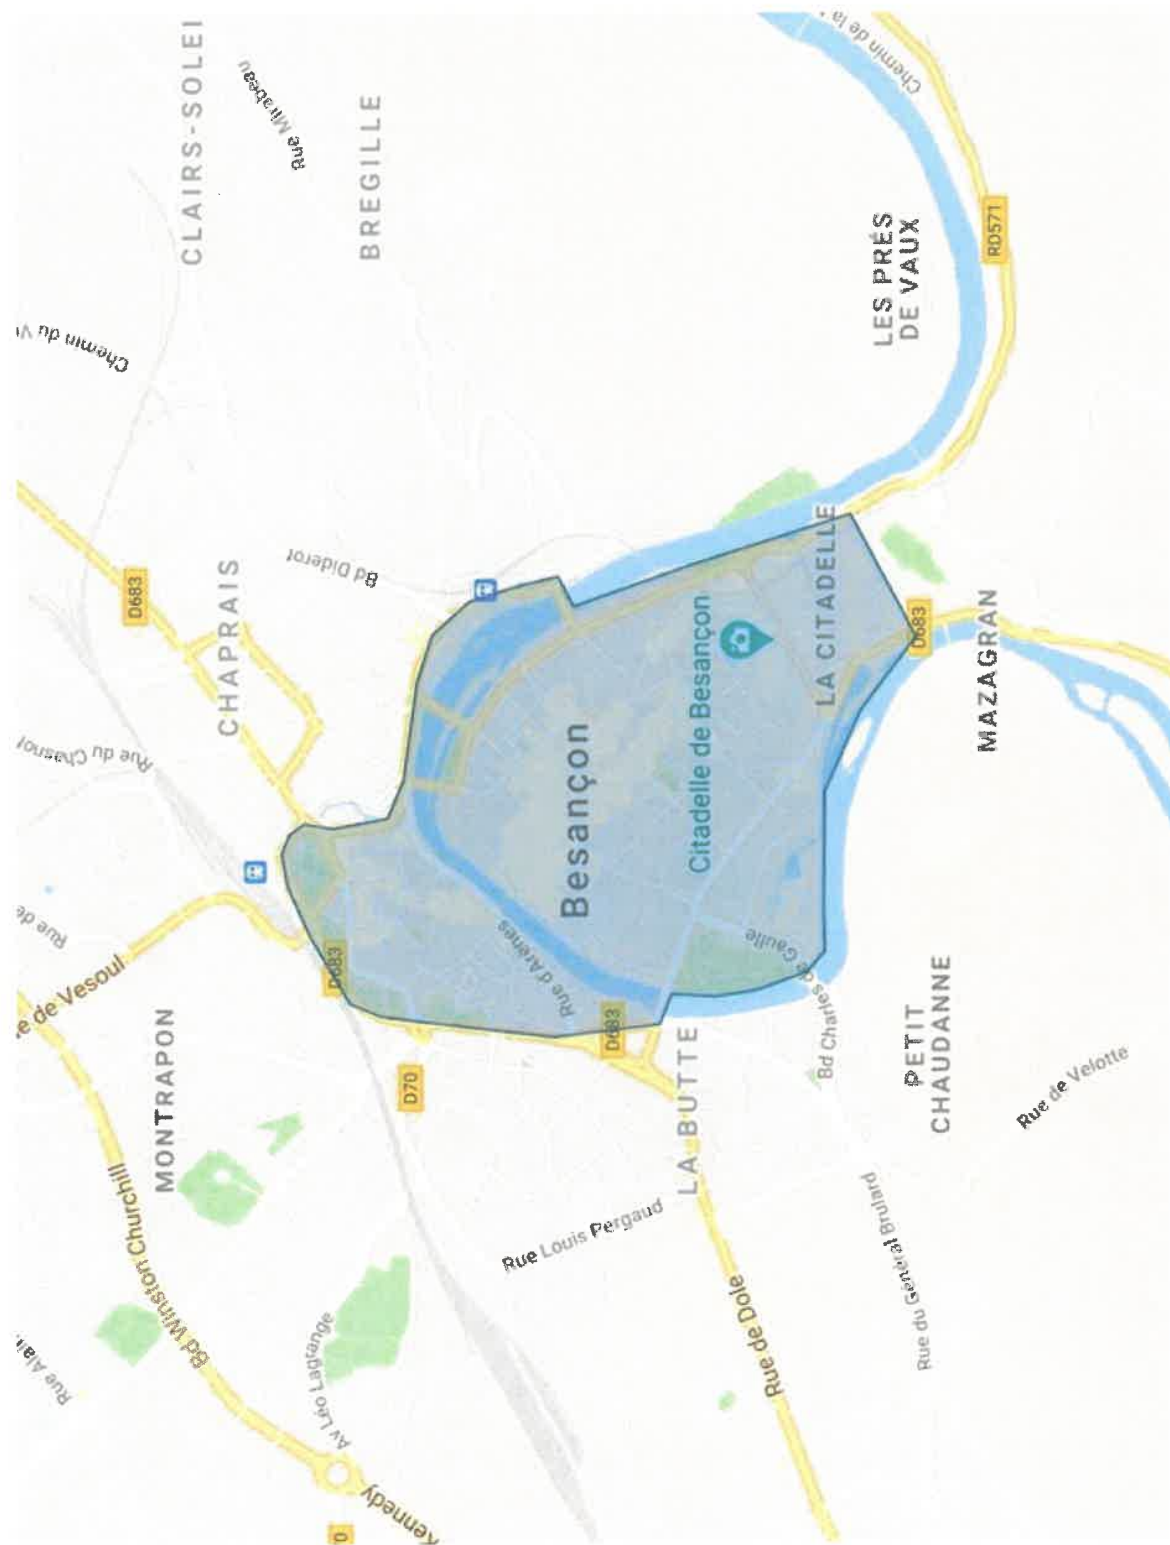 Rue
e de Vesoul
Rue de
Rue du Chasnot
Chemin du
D683
MONTRAPON
Bd Winston Churchill
CLAIRS-SOLEI
CHAPRAIS
Rue Mirabeau
Kennedy
Av Léo Lagrange
D683
Bd Diderot
BREGILLE
D70
Rue Louis Pergaud
Rue d'Arènes
Besançon
D683
LA BUTTE
Citadelle de Besançon
Rue de Dole
Bd Charles de Gaulle
LA CITADELLE
Rue du Général Brulard
PETIT
CHAUDANNE
D683
LES PRÉS
DE VAUX
Chemin de la
MAZAGRAN
RD571
Rue de Velotte